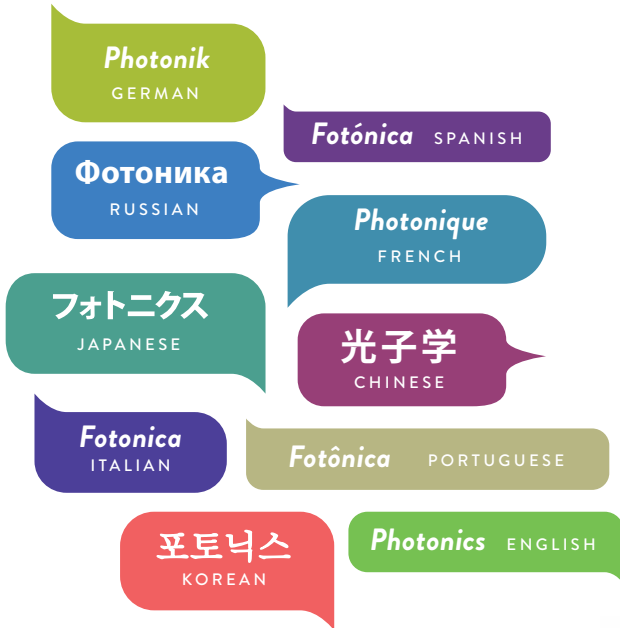 Photonik
GERMAN
Fotónica SPANISH
Фотоника
RUSSIAN
Photonique
FRENCH
フォトニクス
JAPANESE
光子学
CHINESE
Fotonica
ITALIAN
Fotônica PORTUGUESE
포토닉스
KOREAN
Photonics ENGLISH